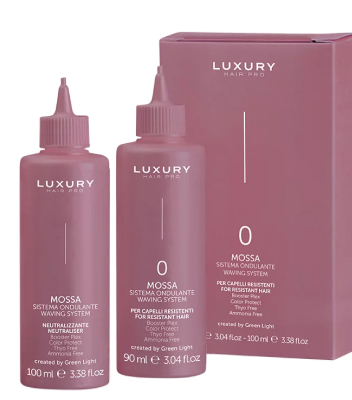 LUXURY
HAIR PRO
MOSSA
SISTEMA ONDULANTE
WAVING SYSTEM
NEUTRALIZZANTE
NEUTRALISER
Booster Plex
Color Protect
Thyo Free
Ammonia Free
created by Green Light
100 ml ℮ 3.38 fl.oz
LUXURY
HAIR PRO
0
MOSSA
SISTEMA ONDULANTE
WAVING SYSTEM
PER CAPELLI RESISTENTI
FOR RESISTANT HAIR
Booster Plex
Color Protect
Thyo Free
Ammonia Free
created by Green Light
90 ml ℮ 3.04 fl.oz
LUXURY
HAIR PRO
0
MOSSA
SISTEMA ONDULANTE
WAVING SYSTEM
PER CAPELLI RESISTENTI
FOR RESISTANT HAIR
Booster Plex
Color Protect
Thyo Free
Ammonia Free
created by Green Light
℮ 3.04 fl.oz - 100 ml ℮ 3.38 fl.oz